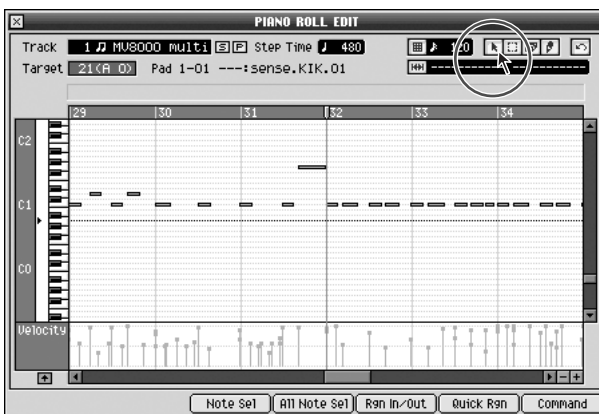 PIANO ROLL EDIT
Track 1 MV8000 multi S P Step Time 480 120
Target 21(A 0) Pad 1-01 ---:sense.KIK.01
29 30 31 32 33 34
C2
C1
C0
Velocity
Note Sel All Note Sel Rgn In/Out Quick Rgn Command